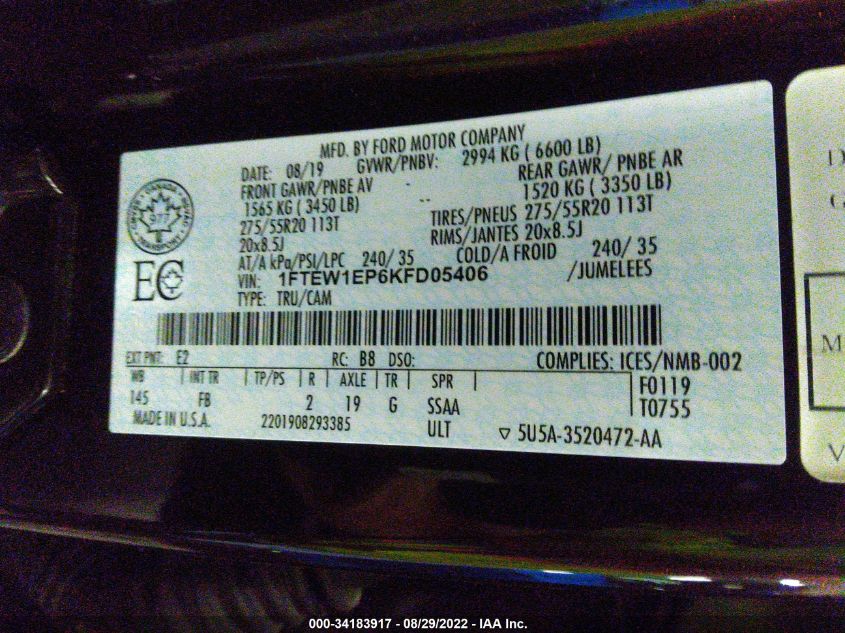 MFD. BY FORD MOTOR COMPANY
DATE: 08/19 GVWR/PNBV: 2994 KG ( 6600 LB)
FRONT GAWR/PNBE AV REAR GAWR/ PNBE AR
1565 KG ( 3450 LB) 1520 KG ( 3350 LB)
275/55R20 113T TIRES/PNEUS 275/55R20 113T
20x8.5J RIMS/JANTES 20x8.5J
AT/A kPa/PSI/LPC 240/ 35 COLD/A FROID 240/ 35
VIN: 1FTEW1EP6KFD05406 /JUMELEES
TYPE: TRU/CAM
CANADA
977
TRANSPORT
EC
EXT PNT: E2 RC: B8 DSO: COMPLIES: ICES/NMB-002
WB INT TR TP/PS R AXLE TR SPR F0119
145 FB 2 19 G SSAA T0755
MADE IN U.S.A. 2201908293385 ULT ▽ 5U5A-3520472-AA
D
G
M
V
000-34183917 - 08/29/2022 - IAA Inc.